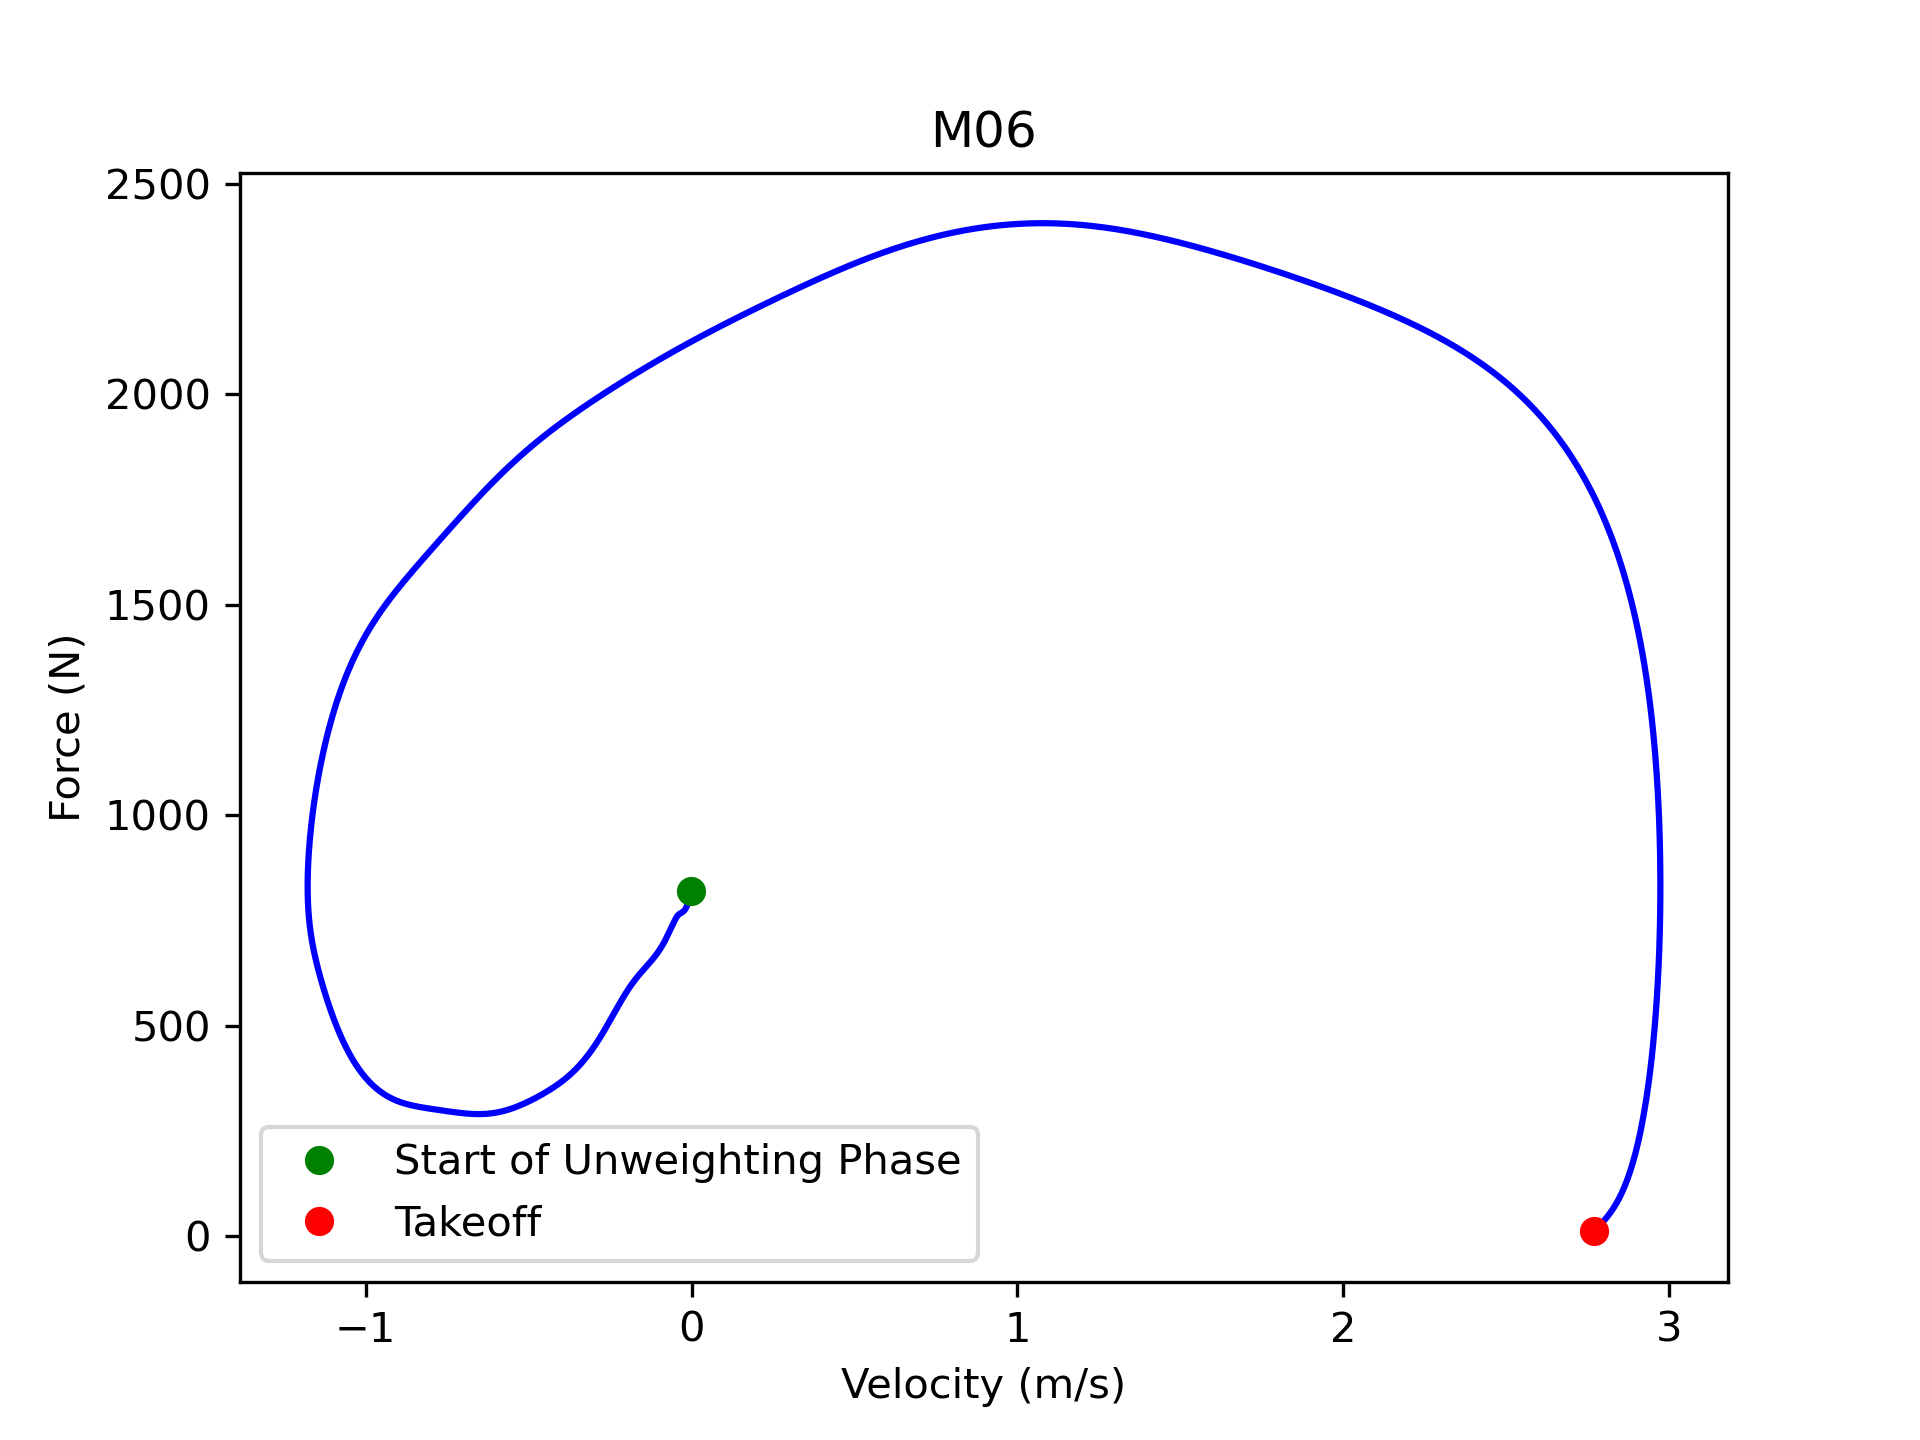 M06
2500
2000
1500
1000
500
0
Force (N)
Start of Unweighting Phase
Takeoff
−1 0 1 2 3
Velocity (m/s)